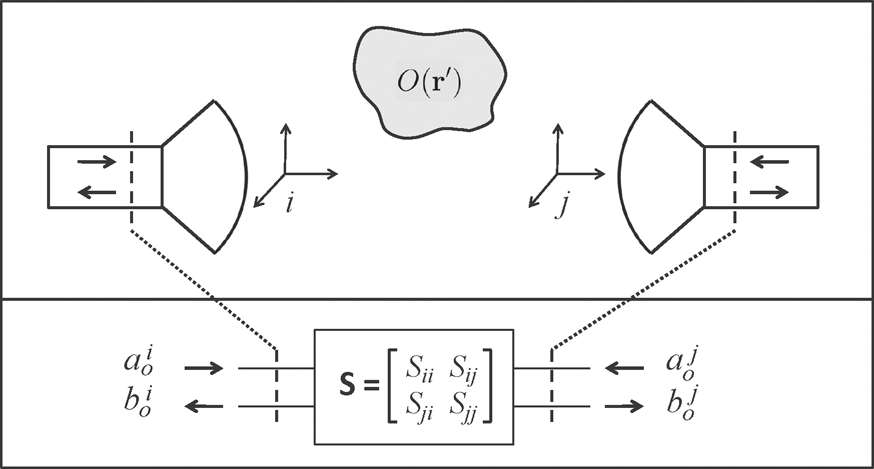 O(r′)
i
j
a_o^i
b_o^i
S = [ S_ii S_ij
S_ji S_jj ]
a_o^j
b_o^j